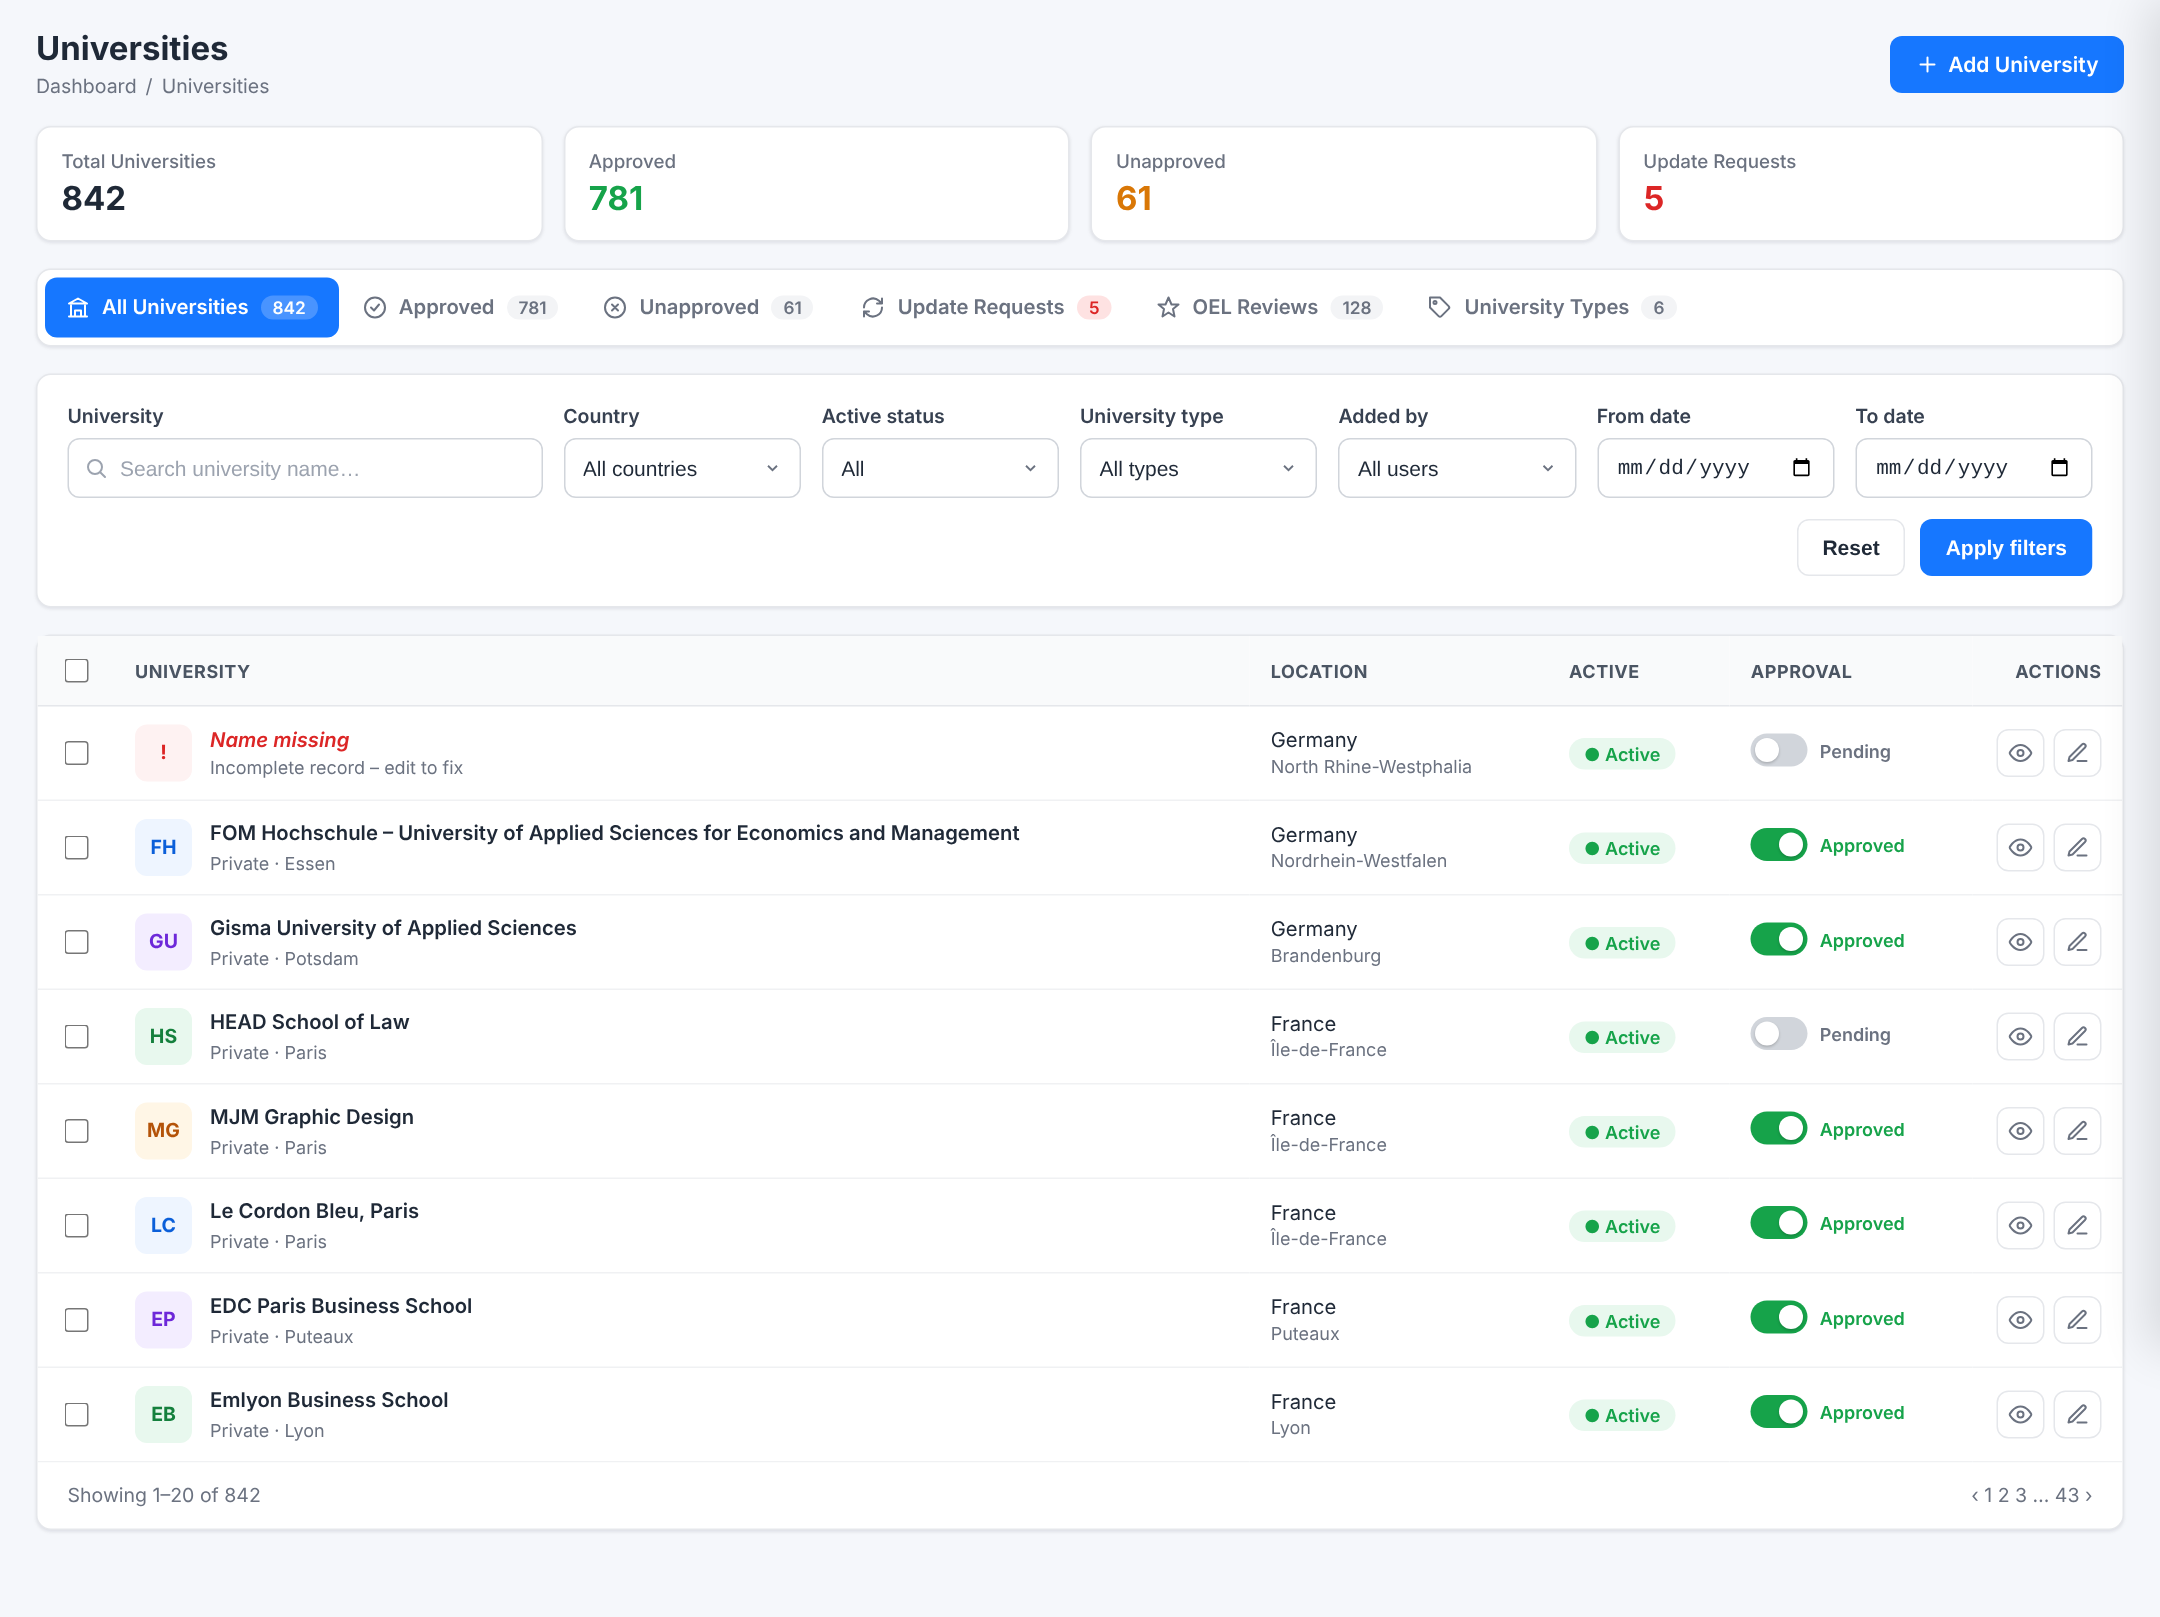 Universities
Dashboard / Universities
+ Add University
Total Universities
842
Approved
781
Unapproved
61
Update Requests
5
All Universities 842
Approved 781
Unapproved 61
Update Requests 5
OEL Reviews 128
University Types 6
University
Search university name…
Country
All countries
Active status
All
University type
All types
Added by
All users
From date
mm/dd/yyyy
To date
mm/dd/yyyy
Reset
Apply filters
UNIVERSITY LOCATION ACTIVE APPROVAL ACTIONS
!
Name missing
Incomplete record – edit to fix
Germany
North Rhine-Westphalia
Active
Pending
FH
FOM Hochschule – University of Applied Sciences for Economics and Management
Private · Essen
Germany
Nordrhein-Westfalen
Active
Approved
GU
Gisma University of Applied Sciences
Private · Potsdam
Germany
Brandenburg
Active
Approved
HS
HEAD School of Law
Private · Paris
France
Île-de-France
Active
Pending
MG
MJM Graphic Design
Private · Paris
France
Île-de-France
Active
Approved
LC
Le Cordon Bleu, Paris
Private · Paris
France
Île-de-France
Active
Approved
EP
EDC Paris Business School
Private · Puteaux
France
Puteaux
Active
Approved
EB
Emlyon Business School
Private · Lyon
France
Lyon
Active
Approved
Showing 1–20 of 842
‹ 1 2 3 … 43 ›